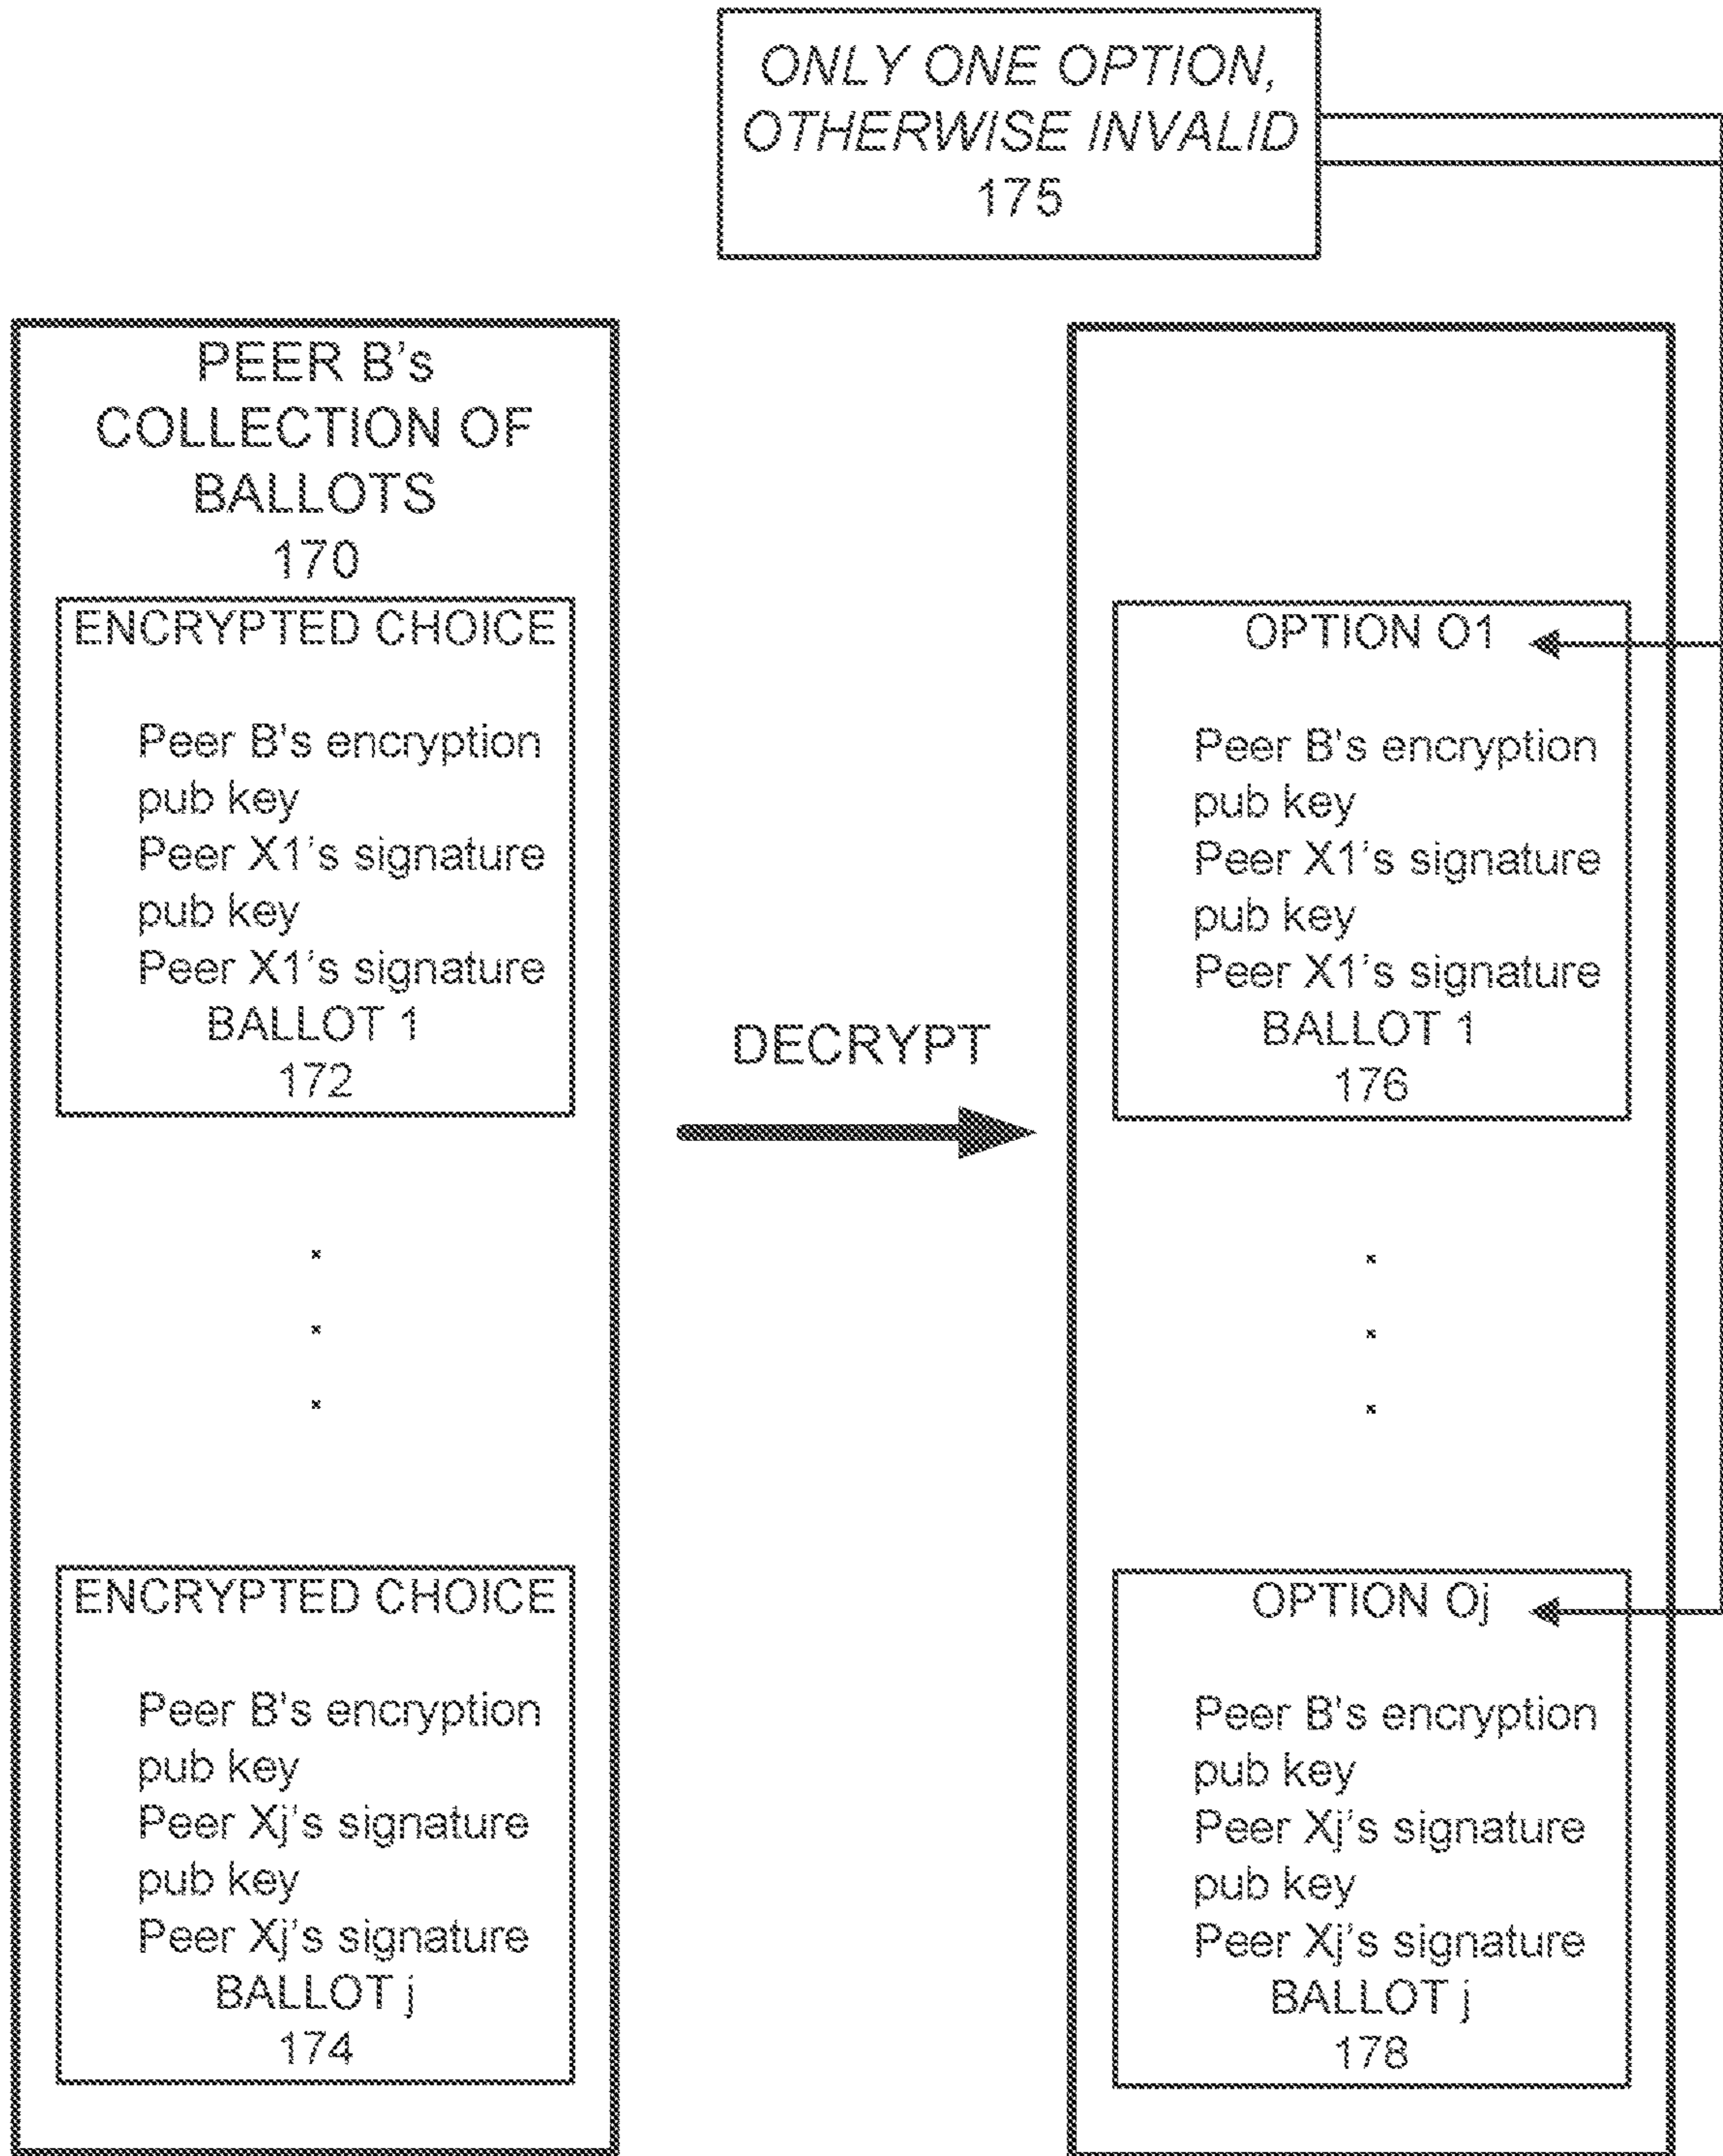 ONLY ONE OPTION,
OTHERWISE INVALID
175
PEER B's
COLLECTION OF
BALLOTS
170
ENCRYPTED CHOICE
Peer B's encryption
pub key
Peer X1's signature
pub key
Peer X1's signature
BALLOT 1
172
DECRYPT
OPTION O1
Peer B's encryption
pub key
Peer X1's signature
pub key
Peer X1's signature
BALLOT 1
176
ENCRYPTED CHOICE
Peer B's encryption
pub key
Peer Xj's signature
pub key
Peer Xj's signature
BALLOT j
174
OPTION Oj
Peer B's encryption
pub key
Peer Xj's signature
pub key
Peer Xj's signature
BALLOT j
178